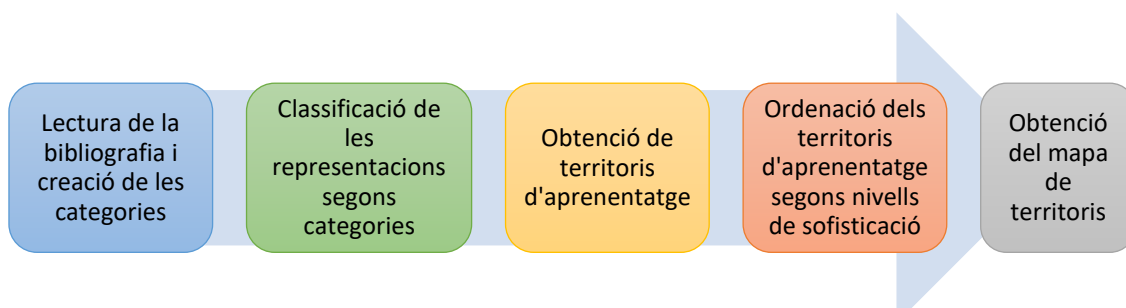 Lectura de la
bibliografia i
creació de les
categories
Classificació de
les
representacions
segons
categories
Obtenció de
territoris
d'aprenentatge
Ordenació dels
territoris
d'aprenentatge
segons nivells
de sofisticació
Obtenció
del mapa
de
territoris